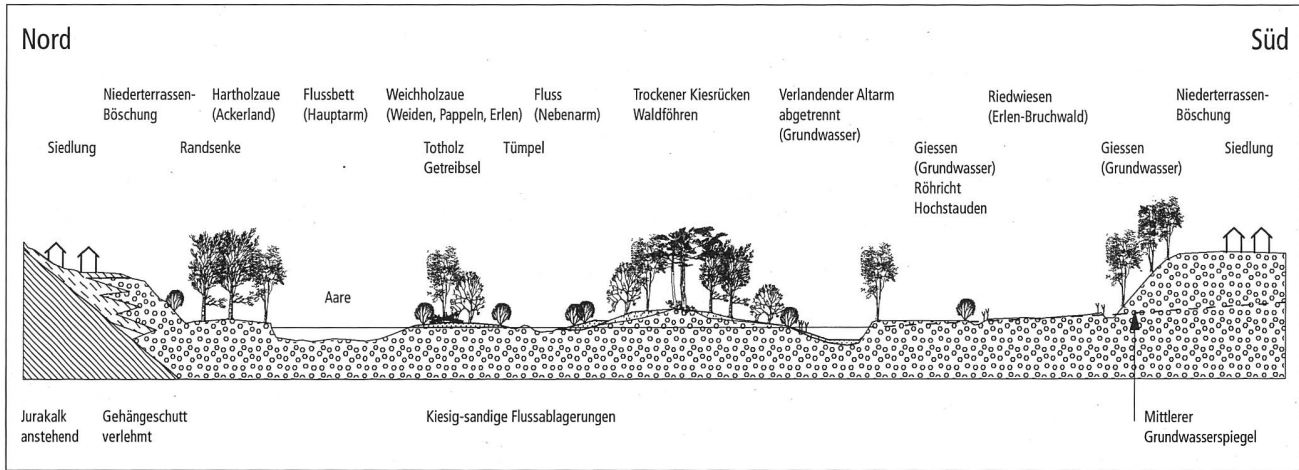 Nord
Süd
Niederterrassen-
Böschung
Hartholzaue
(Ackerland)
Flussbett
(Hauptarm)
Weichholzaue
(Weiden, Pappeln, Erlen)
Fluss
(Nebenarm)
Trockener Kiesrücken
Waldföhren
Verlandender Altarm
abgetrennt
(Grundwasser)
Riedwiesen
(Erlen-Bruchwald)
Niederterrassen-
Böschung
Siedlung
Randsenke
Totholz
Getreibsel
Tümpel
Giessen
(Grundwasser)
Röhricht
Hochstauden
Giessen
(Grundwasser)
Siedlung
Aare
Jurakalk
anstehend
Gehängeschutt
verlehmt
Kiesig-sandige Flussablagerungen
Mittlerer
Grundwasserspiegel